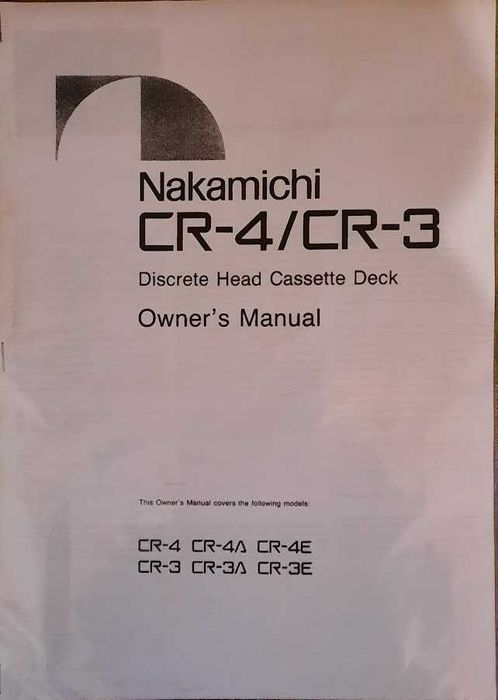 Nakamichi
CR-4/CR-3
Discrete Head Cassette Deck
Owner's Manual
This Owner's Manual covers the following models:
CR-4 CR-4A CR-4E
CR-3 CR-3A CR-3E